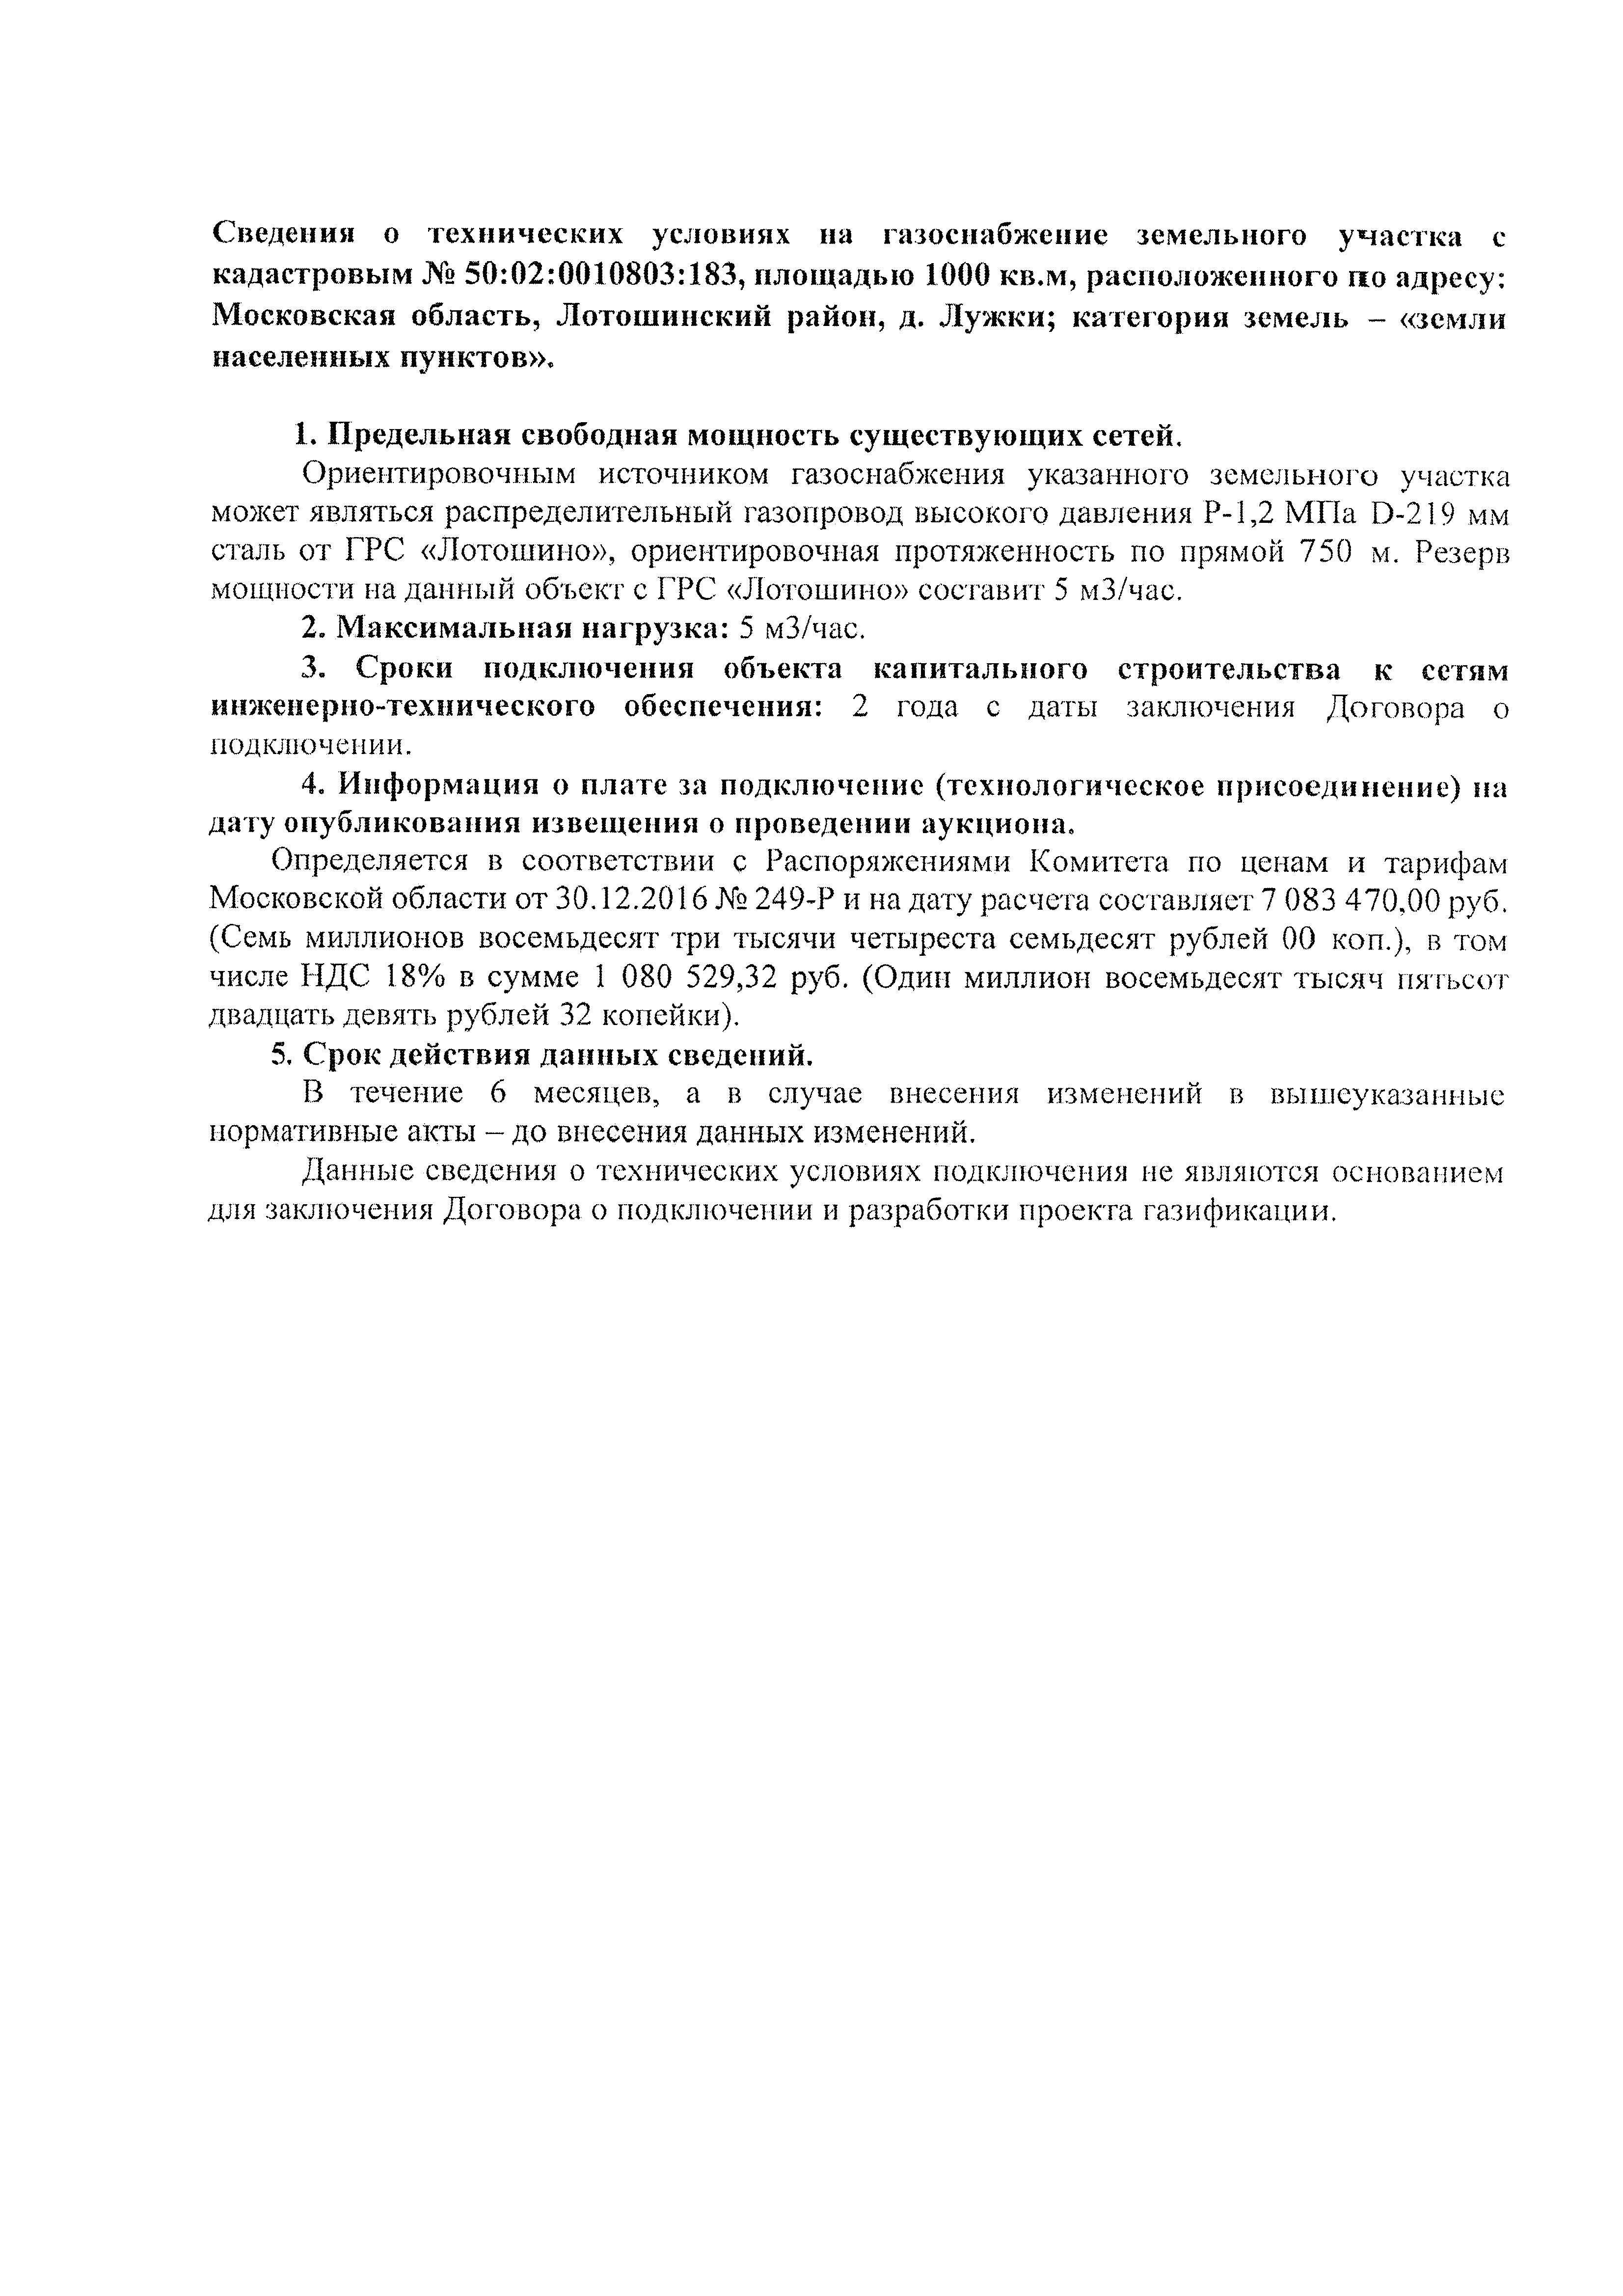 Сведения о технических условиях на газоснабжение земельного участка с
кадастровым № 50:02:0010803:183, площадью 1000 кв.м, расположенного по адресу:
Московская область, Лотошинский район, д. Лужки; категория земель – «земли
населенных пунктов».
1. Предельная свободная мощность существующих сетей.
Ориентировочным источником газоснабжения указанного земельного участка
может являться распределительный газопровод высокого давления Р-1,2 МПа D-219 мм
сталь от ГРС «Лотошино», ориентировочная протяженность по прямой 750 м. Резерв
мощности на данный объект с ГРС «Лотошино» составит 5 м3/час.
2. Максимальная нагрузка: 5 м3/час.
3. Сроки подключения объекта капитального строительства к сетям
инженерно-технического обеспечения: 2 года с даты заключения Договора о
подключении.
4. Информация о плате за подключение (технологическое присоединение) на
дату опубликования извещения о проведении аукциона.
Определяется в соответствии с Распоряжениями Комитета по ценам и тарифам
Московской области от 30.12.2016 № 249-Р и на дату расчета составляет 7 083 470,00 руб.
(Семь миллионов восемьдесят три тысячи четыреста семьдесят рублей 00 коп.), в том
числе НДС 18% в сумме 1 080 529,32 руб. (Один миллион восемьдесят тысяч пятьсот
двадцать девять рублей 32 копейки).
5. Срок действия данных сведений.
В течение 6 месяцев, а в случае внесения изменений в вышеуказанные
нормативные акты – до внесения данных изменений.
Данные сведения о технических условиях подключения не являются основанием
для заключения Договора о подключении и разработки проекта газификации.